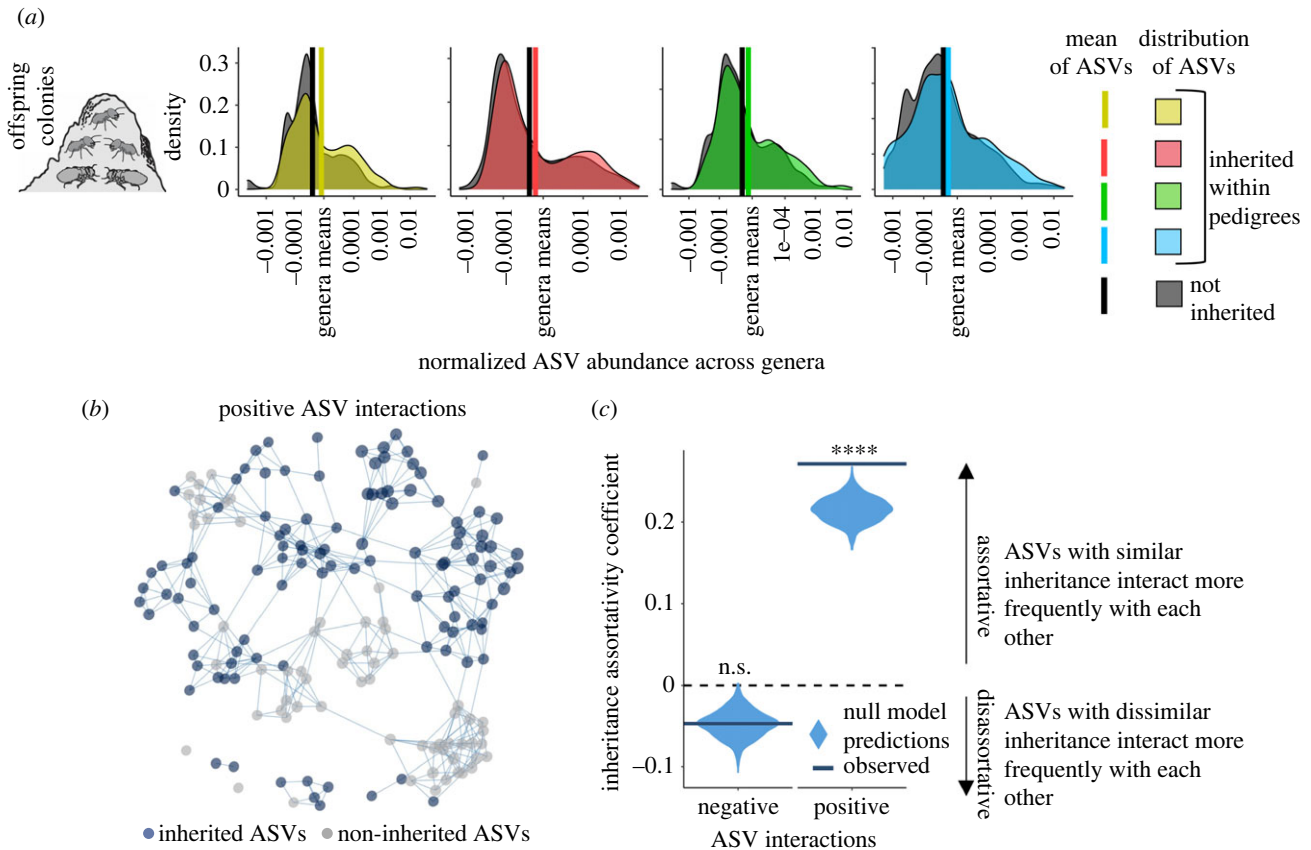 (a)
offspring
colonies
density
0.3
0.2
0.1
0
−0.001
−0.0001
genera means
0.0001
0.01
−0.001
−0.0001
genera means
0.0001
0.001
−0.001
−0.0001
genera means
1e−04
0.01
−0.001
−0.0001
genera means
0.0001
0.001
normalized ASV abundance across genera
mean
of ASVs
distribution
of ASVs
inherited
within
pedigrees
not
inherited
(b)
positive ASV interactions
inherited ASVs
non-inherited ASVs
(c)
inheritance assortativity coefficient
0.2
0.1
0
−0.1
****
n.s.
null model
predictions
observed
negative
positive
ASV interactions
assortative
ASVs with similar
inheritance interact more
frequently with each
other
disassortative
ASVs with dissimilar
inheritance interact more
frequently with each
other